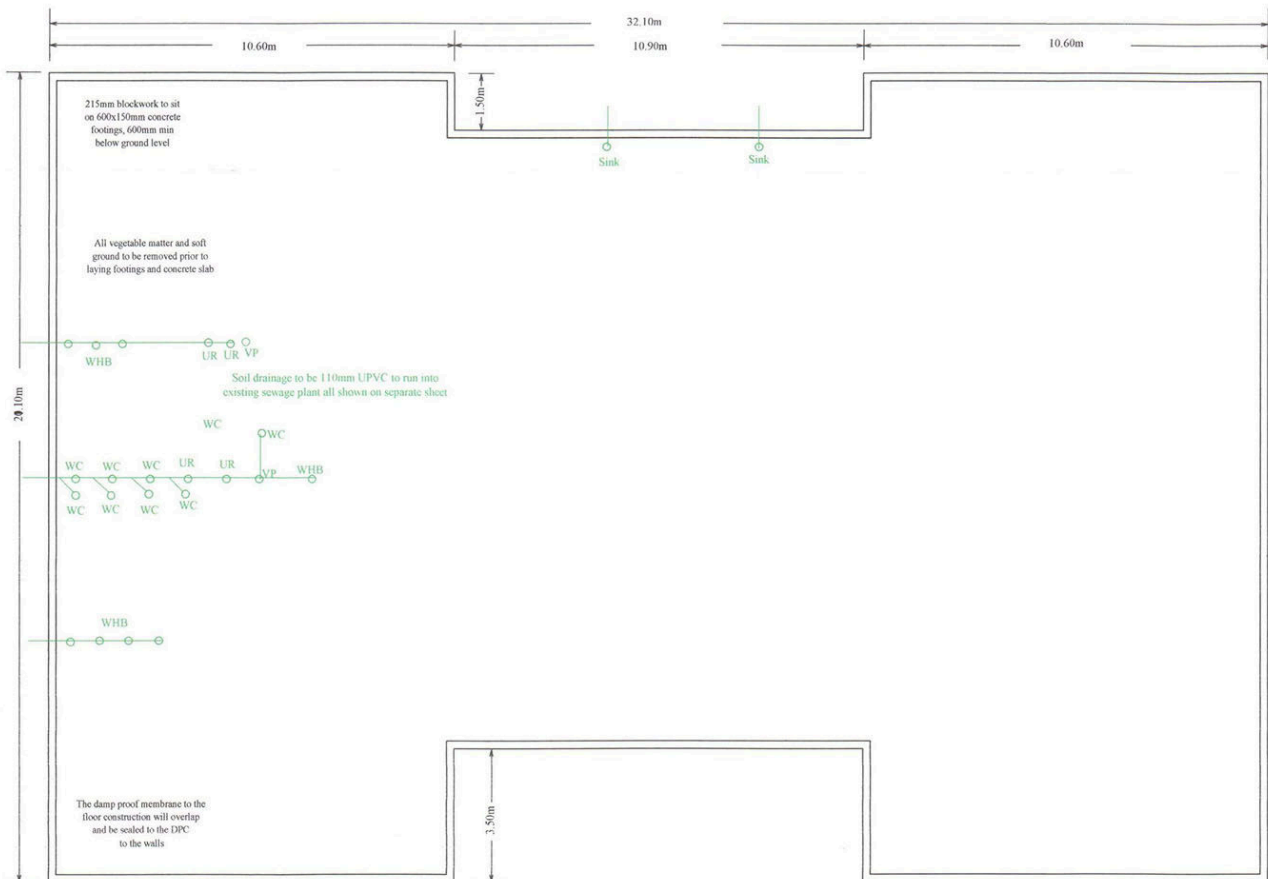 32.10m
10.60m
10.90m
10.60m
215mm blockwork to sit
on 600x150mm concrete
footings, 600mm min
below ground level
1.50m
Sink
Sink
All vegetable matter and soft
ground to be removed prior to
laying footings and concrete slab
WHB
UR
UR
VP
Soil drainage to be 110mm UPVC to run into
existing sewage plant all shown on separate sheet
WC
WC
WC
WC
WC
UR
UR
VP
WHB
WC
WC
WC
WC
WHB
The damp proof membrane to the
floor construction will overlap
and be sealed to the DPC
to the walls
3.50m